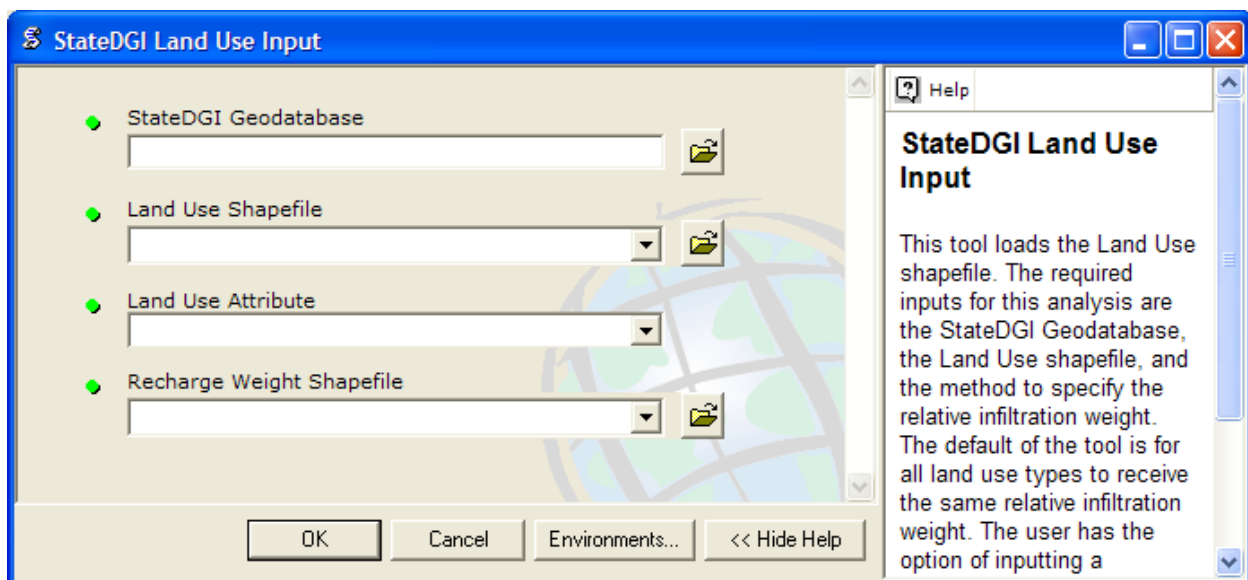 StateDGI Land Use Input
StateDGI Geodatabase
Land Use Shapefile
Land Use Attribute
Recharge Weight Shapefile
OK
Cancel
Environments...
<< Hide Help
Help
StateDGI Land Use
Input
This tool loads the Land Use
shapefile. The required
inputs for this analysis are
the StateDGI Geodatabase,
the Land Use shapefile, and
the method to specify the
relative infiltration weight.
The default of the tool is for
all land use types to receive
the same relative infiltration
weight. The user has the
option of inputting a